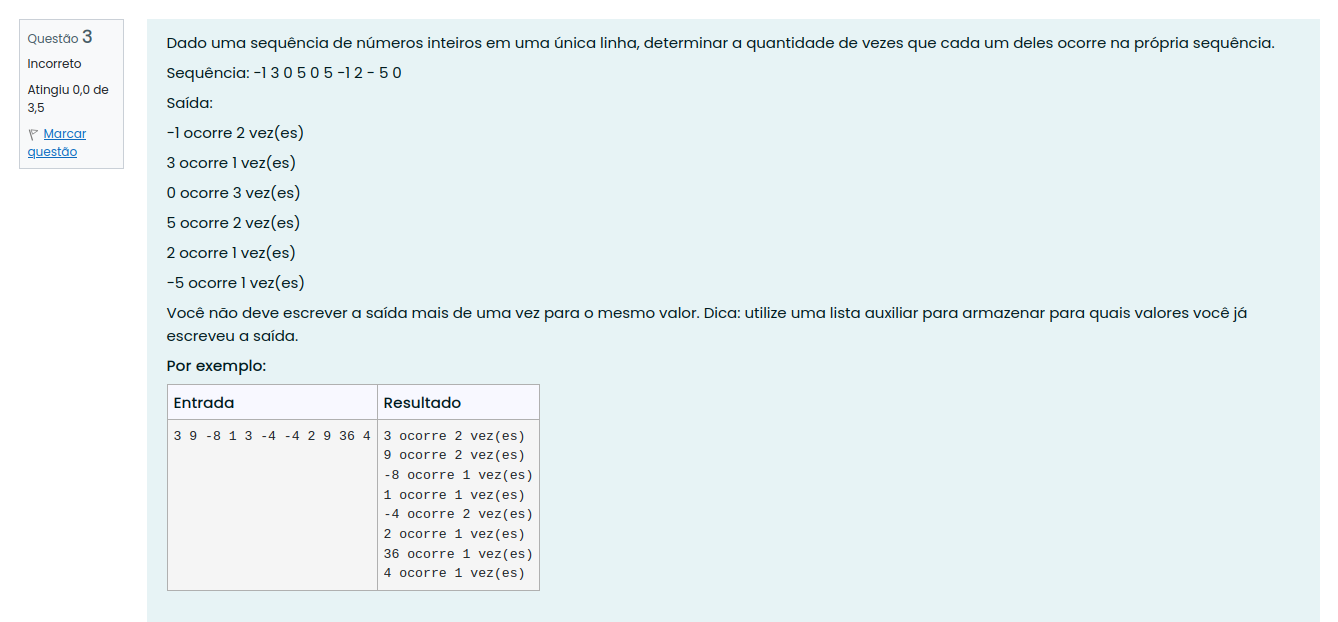 Questão 3
Incorreto
Atingiu 0,0 de
3,5
Marcar
questão
Dado uma sequência de números inteiros em uma única linha, determinar a quantidade de vezes que cada um deles ocorre na própria sequência.
Sequência: -1 3 0 5 0 5 -1 2 - 5 0
Saída:
-1 ocorre 2 vez(es)
3 ocorre 1 vez(es)
0 ocorre 3 vez(es)
5 ocorre 2 vez(es)
2 ocorre 1 vez(es)
-5 ocorre 1 vez(es)
Você não deve escrever a saída mais de uma vez para o mesmo valor. Dica: utilize uma lista auxiliar para armazenar para quais valores você já
escreveu a saída.
Por exemplo:
Entrada Resultado
3 9 -8 1 3 -4 -4 2 9 36 4 3 ocorre 2 vez(es)
9 ocorre 2 vez(es)
-8 ocorre 1 vez(es)
1 ocorre 1 vez(es)
-4 ocorre 2 vez(es)
2 ocorre 1 vez(es)
36 ocorre 1 vez(es)
4 ocorre 1 vez(es)